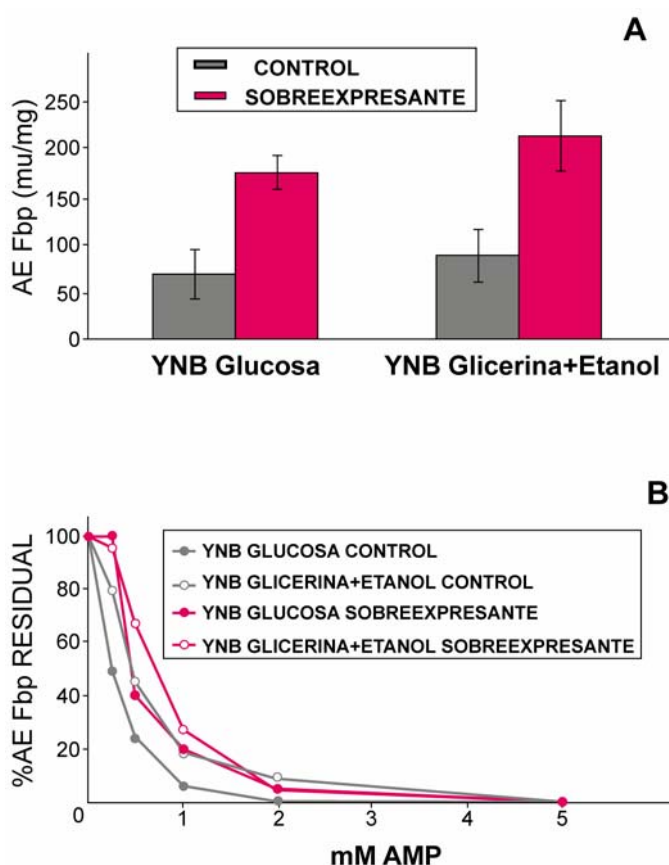 A
CONTROL
SOBREEXPRESANTE
AE Fbp (mu/mg)
250
200
150
100
50
0
YNB Glucosa
YNB Glicerina+Etanol
B
%AE Fbp RESIDUAL
100
80
60
40
20
YNB GLUCOSA CONTROL
YNB GLICERINA+ETANOL CONTROL
YNB GLUCOSA SOBREEXPRESANTE
YNB GLICERINA+ETANOL SOBREEXPRESANTE
0 1 2 3 4 5
mM AMP